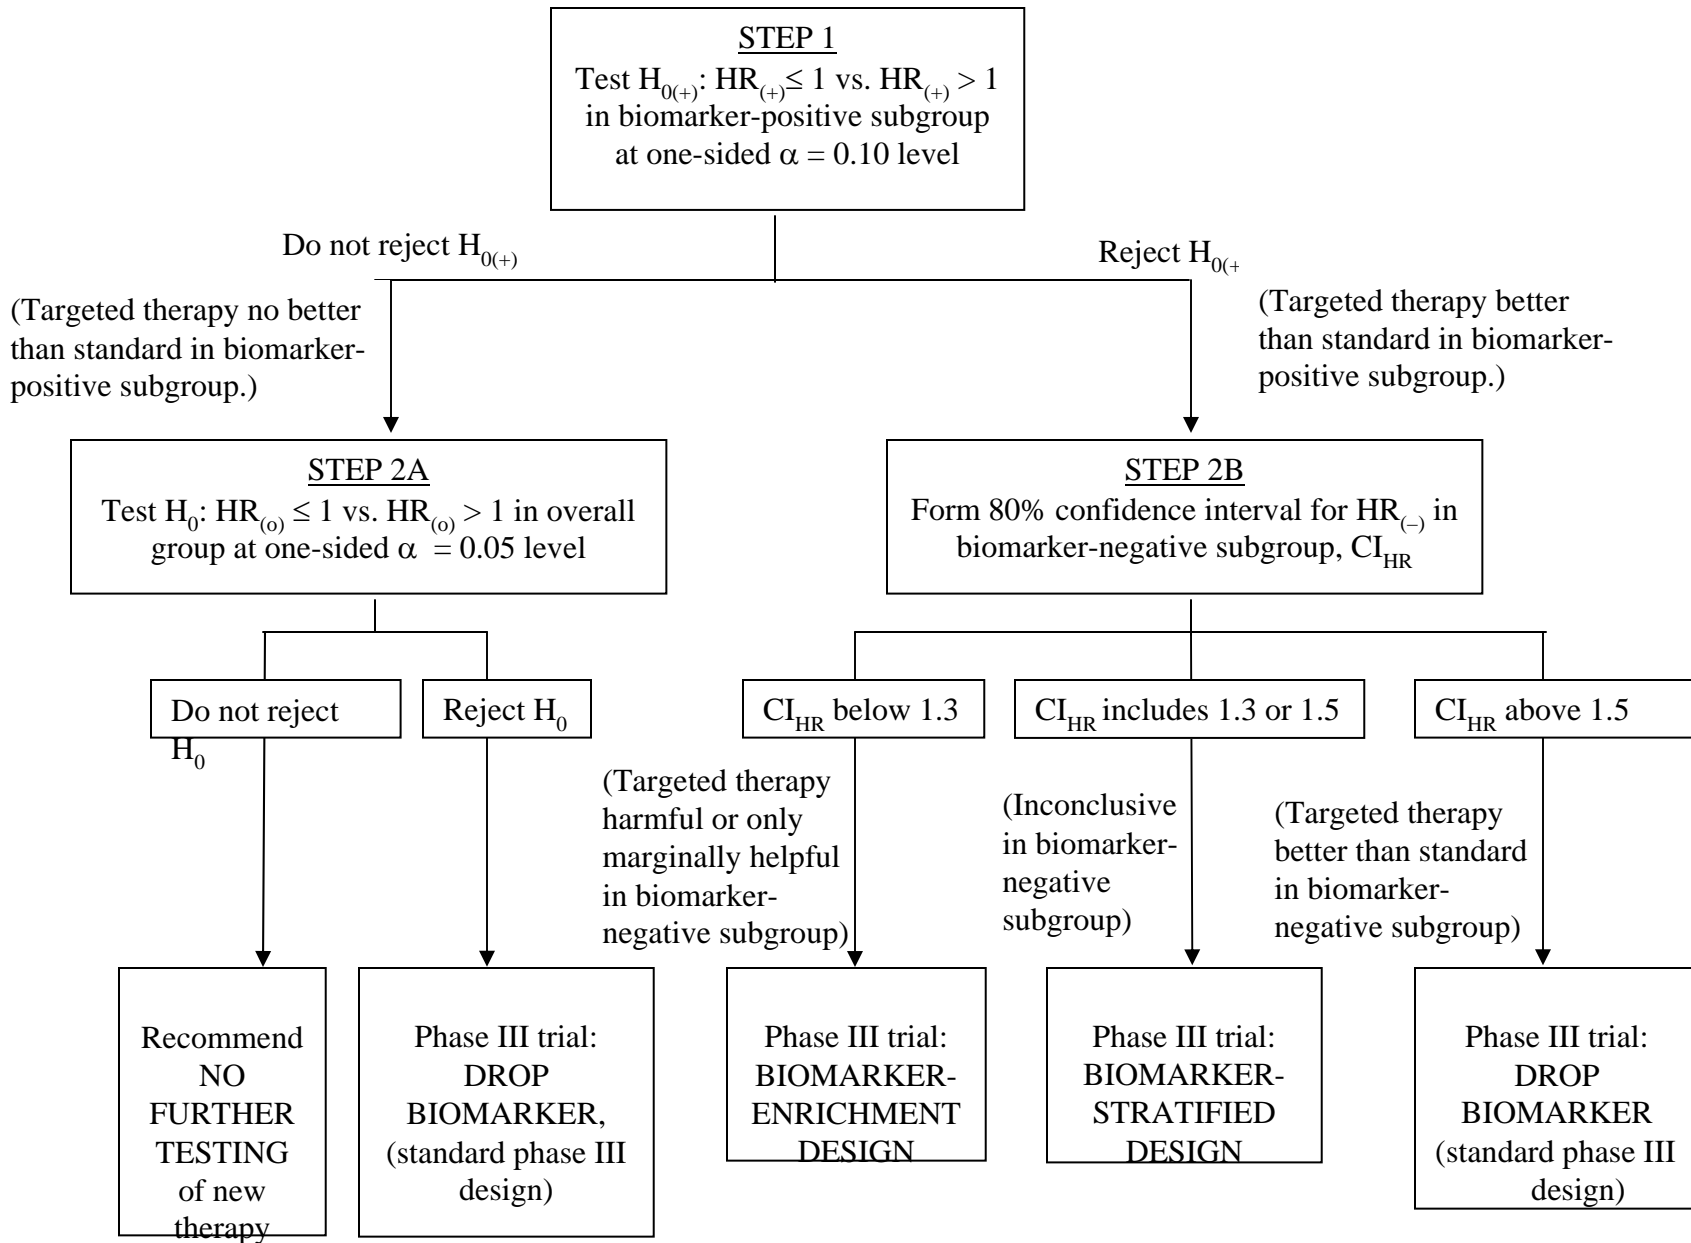 STEP 1
Test H0(+): HR(+) ≤ 1 vs. HR(+) > 1
in biomarker-positive subgroup
at one-sided α = 0.10 level
Do not reject H0(+)
Reject H0(+
(Targeted therapy no better
than standard in biomarker-
positive subgroup.)
(Targeted therapy better
than standard in biomarker-
positive subgroup.)
STEP 2A
Test H0: HR(o) ≤ 1 vs. HR(o) > 1 in overall
group at one-sided α = 0.05 level
STEP 2B
Form 80% confidence interval for HR(–) in
biomarker-negative subgroup, CIHR
Do not reject
H0
Reject H0
CIHR below 1.3
CIHR includes 1.3 or 1.5
CIHR above 1.5
(Targeted therapy
harmful or only
marginally helpful
in biomarker-
negative subgroup)
(Inconclusive
in biomarker-
negative
subgroup)
(Targeted therapy
better than standard
in biomarker-
negative subgroup)
Recommend
NO
FURTHER
TESTING
of new
therapy
Phase III trial:
DROP
BIOMARKER,
(standard phase III
design)
Phase III trial:
BIOMARKER-
ENRICHMENT
DESIGN
Phase III trial:
BIOMARKER-
STRATIFIED
DESIGN
Phase III trial:
DROP
BIOMARKER
(standard phase III
design)